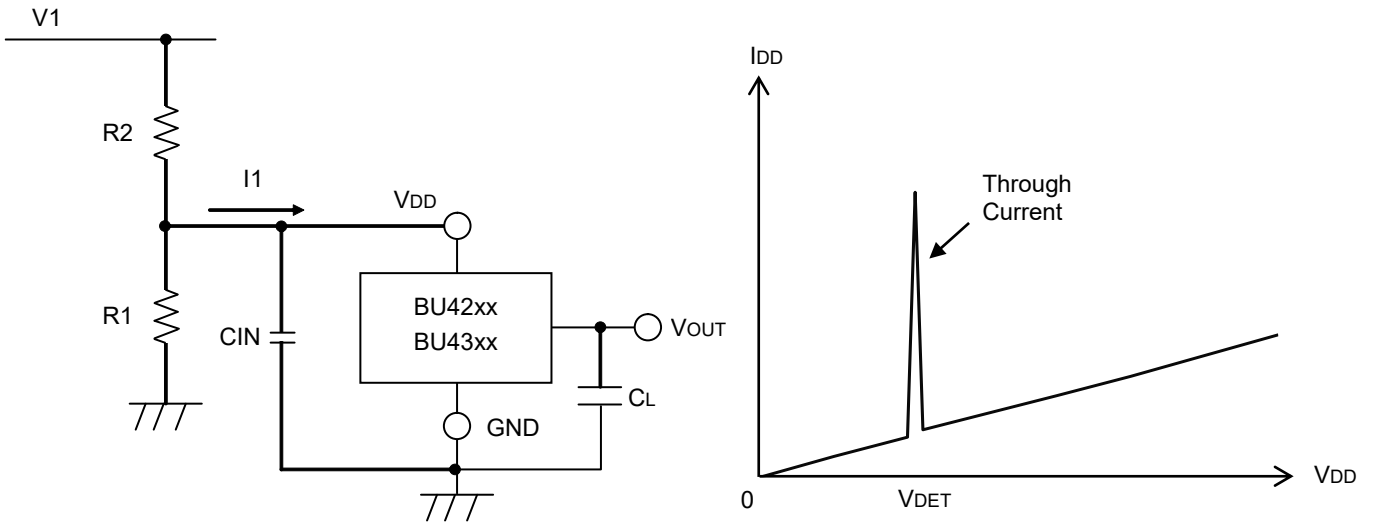 V1
R2
I1
VDD
R1
CIN
BU42xx
BU43xx
VOUT
CL
GND
IDD
Through
Current
0
VDET
VDD